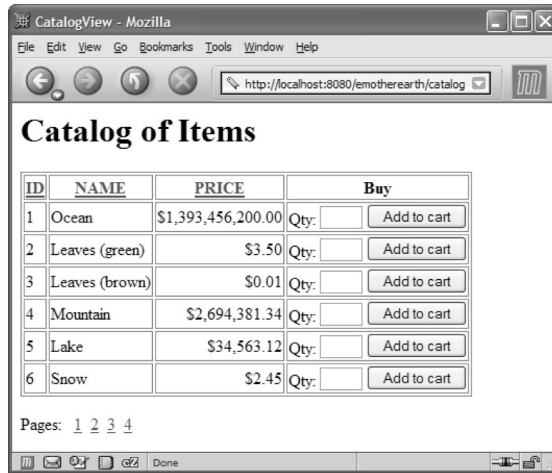 CatalogView - Mozilla
File Edit View Go Bookmarks Tools Window Help
http://localhost:8080/emotherearth/catalog
Catalog of Items
ID NAME PRICE Buy
1 Ocean $1,393,456,200.00 Qty: Add to cart
2 Leaves (green) $3.50 Qty: Add to cart
3 Leaves (brown) $0.01 Qty: Add to cart
4 Mountain $2,694,381.34 Qty: Add to cart
5 Lake $34,563.12 Qty: Add to cart
6 Snow $2.45 Qty: Add to cart
Pages: 1 2 3 4
Done